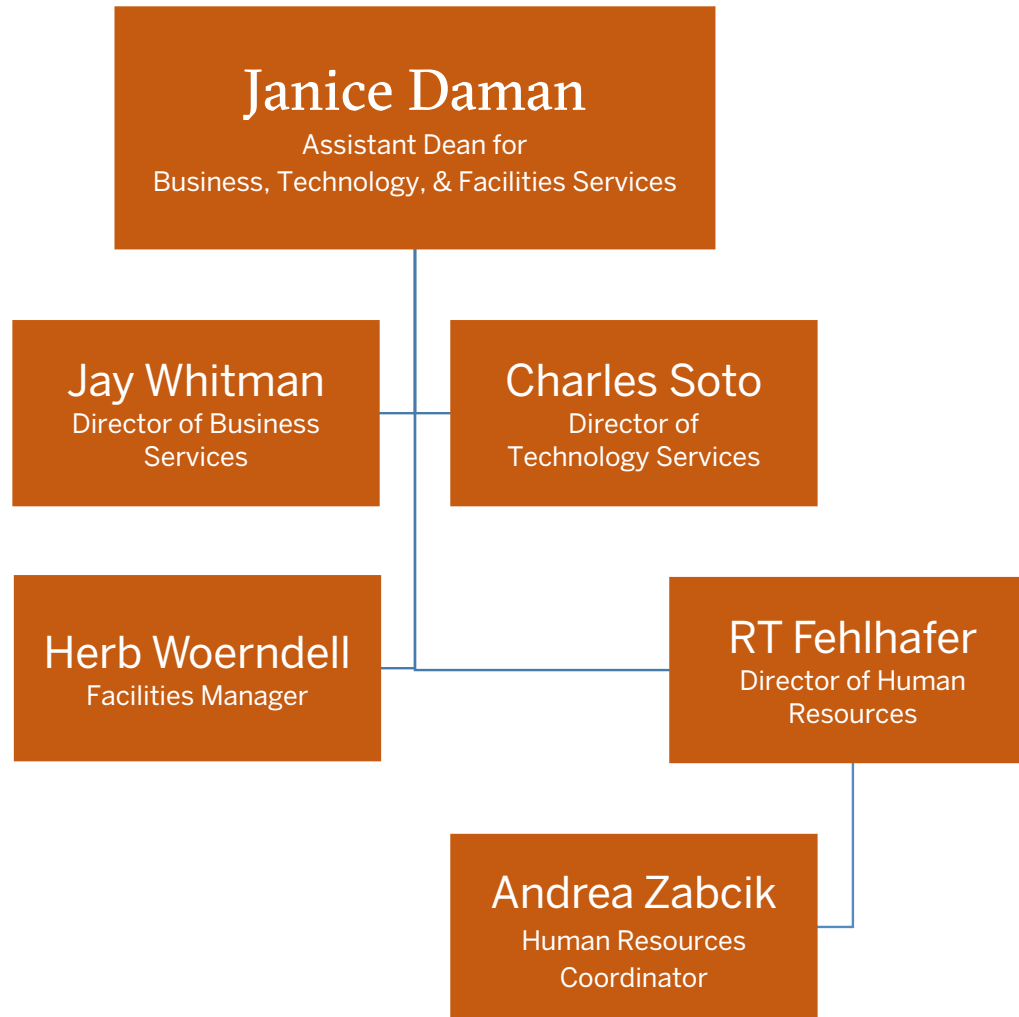 Janice Daman
Assistant Dean for
Business, Technology, & Facilities Services
Jay Whitman
Director of Business
Services
Charles Soto
Director of
Technology Services
Herb Woerndell
Facilities Manager
RT Fehlhafer
Director of Human
Resources
Andrea Zabcik
Human Resources
Coordinator